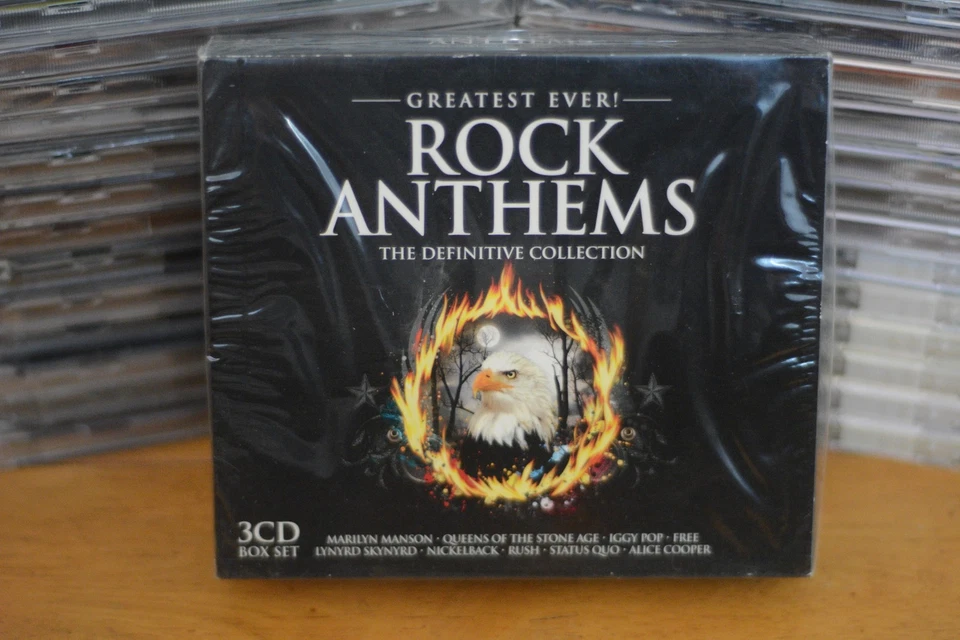 GREATEST EVER!
ROCK
ANTHEMS
THE DEFINITIVE COLLECTION
3CD
BOX SET
MARILYN MANSON · QUEENS OF THE STONE AGE · IGGY POP · FREE
LYNYRD SKYNYRD · NICKELBACK · RUSH · STATUS QUO · ALICE COOPER